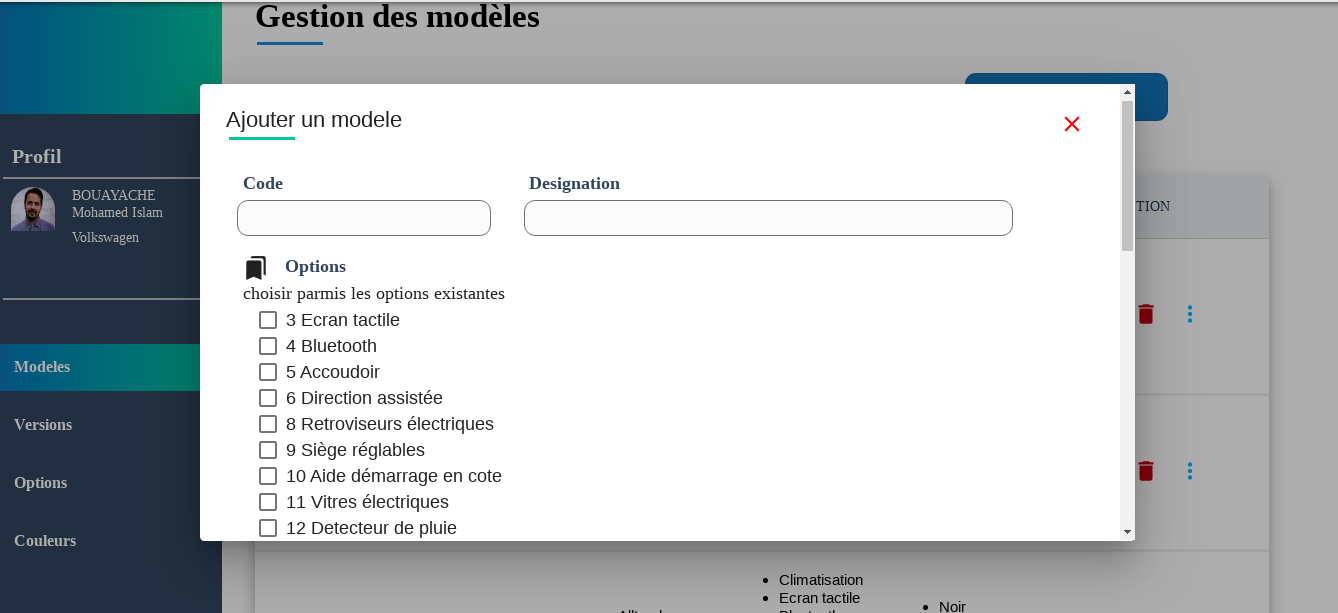 Gestion des modèles
Ajouter un modele
Profil
BOUAYACHE
Mohamed Islam
Volkswagen
Code
Designation
TION
Options
choisir parmis les options existantes
3 Ecran tactile
4 Bluetooth
5 Accoudoir
6 Direction assistée
8 Retroviseurs électriques
9 Siège réglables
10 Aide démarrage en cote
11 Vitres électriques
12 Detecteur de pluie
Modeles
Versions
Options
Couleurs
Climatisation
Ecran tactile
Noir